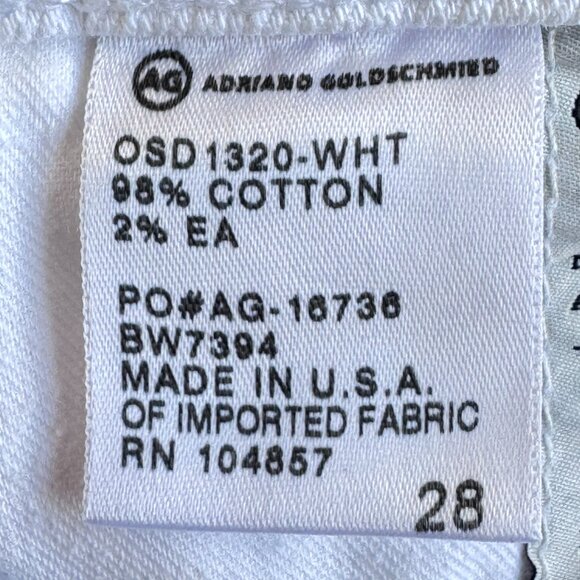 AG ADRIANO GOLDSCHMIED
OSD1320-WHT
98% COTTON
2% EA
PO#AG-16736
BW7394
MADE IN U.S.A.
OF IMPORTED FABRIC
RN 104857
28